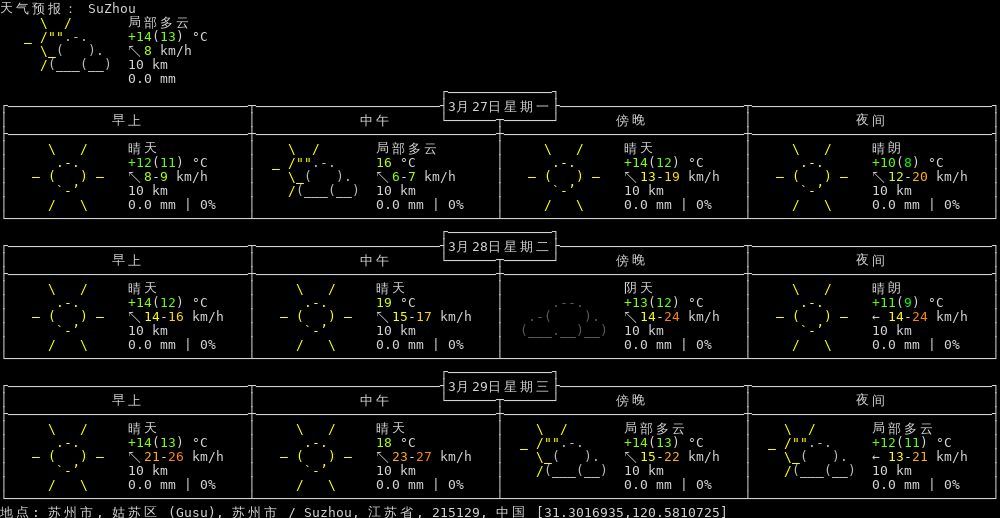 天气预报: SuZhou
局部多云
+14(13) °C
↖ 8 km/h
10 km
0.0 mm
3月27日星期一
早上 中午 傍晚 夜间
晴天 局部多云 晴天 晴朗
+12(11) °C 16 °C +14(12) °C +10(8) °C
↖ 8-9 km/h ↖ 6-7 km/h ↖ 13-19 km/h ↖ 12-20 km/h
10 km 10 km 10 km 10 km
0.0 mm | 0% 0.0 mm | 0% 0.0 mm | 0% 0.0 mm | 0%
3月28日星期二
早上 中午 傍晚 夜间
晴天 晴天 阴天 晴朗
+14(12) °C 19 °C +13(12) °C +11(9) °C
↖ 14-16 km/h ↖ 15-17 km/h ↖ 14-24 km/h ← 14-24 km/h
10 km 10 km 10 km 10 km
0.0 mm | 0% 0.0 mm | 0% 0.0 mm | 0% 0.0 mm | 0%
3月29日星期三
早上 中午 傍晚 夜间
晴天 晴天 局部多云 局部多云
+14(13) °C 18 °C +14(13) °C +12(11) °C
↖ 21-26 km/h ↖ 23-27 km/h ↖ 15-22 km/h ← 13-21 km/h
10 km 10 km 10 km 10 km
0.0 mm | 0% 0.0 mm | 0% 0.0 mm | 0% 0.0 mm | 0%
地点: 苏州市, 姑苏区 (Gusu), 苏州市 / Suzhou, 江苏省, 215129, 中国 [31.3016935,120.5810725]